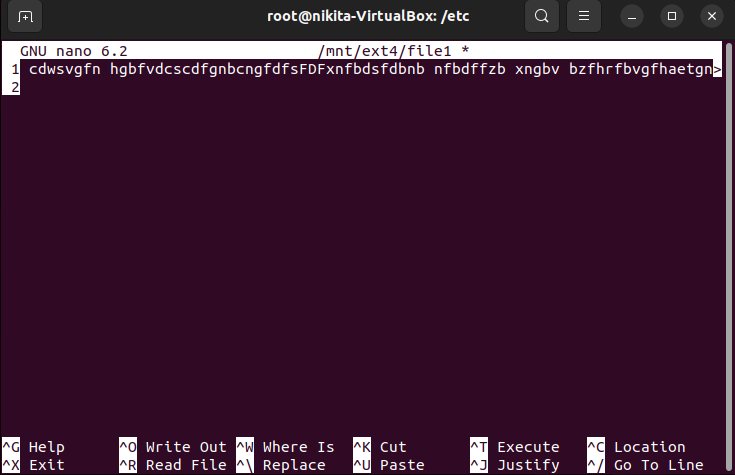 root@nikita-VirtualBox: /etc
GNU nano 6.2 /mnt/ext4/file1 *
1 cdwsvgfn hgbfvdcscdfgnbcngfdfsFDFxnfbdsfdbnb nfbdffzb xngbv bzfhrfbvgfhaetgn>
2
^G Help ^O Write Out ^W Where Is ^K Cut ^T Execute ^C Location
^X Exit ^R Read File ^\ Replace ^U Paste ^J Justify ^/ Go To Line